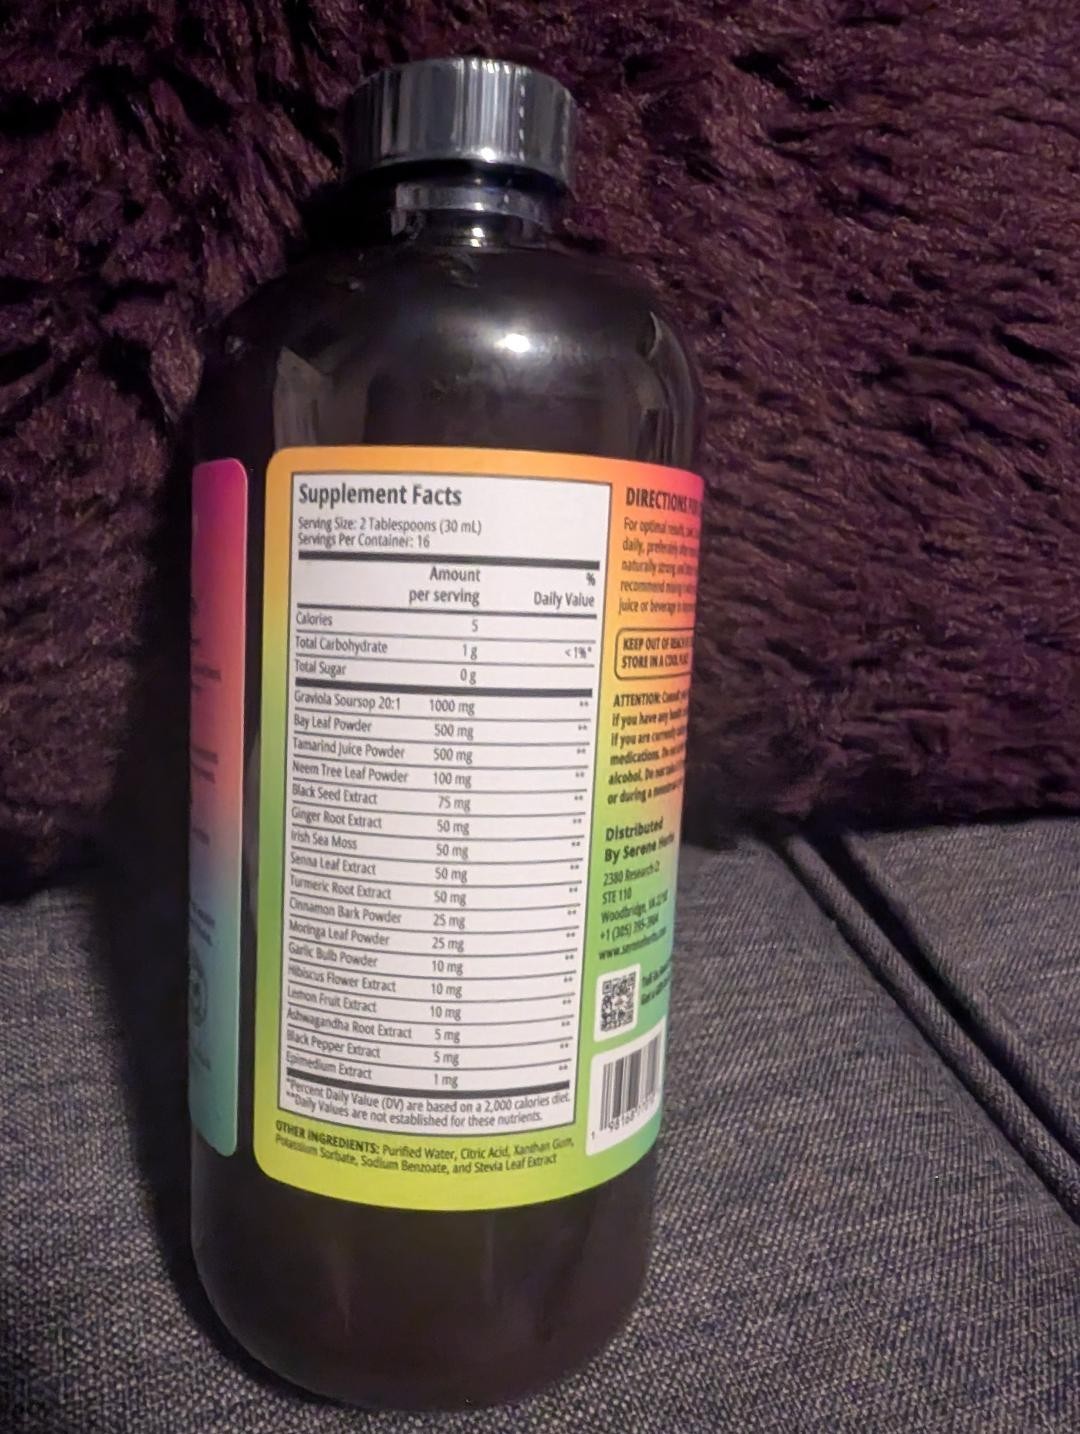 Supplement Facts
Serving Size: 2 Tablespoons (30 mL)
Servings Per Container: 16
Amount per serving
% Daily Value
Calories 5
Total Carbohydrate 1 g <1%*
Total Sugar 0 g
Graviola Soursop 20:1 1000 mg **
Bay Leaf Powder 500 mg **
Tamarind Juice Powder 500 mg **
Neem Tree Leaf Powder 100 mg **
Black Seed Extract 75 mg **
Ginger Root Extract 50 mg **
Irish Sea Moss 50 mg **
Senna Leaf Extract 50 mg **
Turmeric Root Extract 50 mg **
Cinnamon Bark Powder 25 mg **
Moringa Leaf Powder 25 mg **
Garlic Bulb Powder 10 mg **
Hibiscus Flower Extract 10 mg **
Lemon Fruit Extract 10 mg **
Ashwagandha Root Extract 5 mg **
Black Pepper Extract 5 mg **
Epimedium Extract 1 mg **
*Percent Daily Value (DV) are based on a 2,000 calories diet.
**Daily Values are not established for these nutrients.
OTHER INGREDIENTS: Purified Water, Citric Acid, Xanthan Gum,
Potassium Sorbate, Sodium Benzoate, and Stevia Leaf Extract
DIRECTIONS
For optimal results,
daily, preferably
naturally strong
recommend mixing
juice or beverage
KEEP OUT OF REACH
STORE IN A COOL
ATTENTION: Consult
if you have any
if you are currently
medications. Do not
alcohol. Do not
or during a
Distributed
By Serene Herbs
2380 Research
STE 110
Woodbridge,
+1 (305)
www.sereneherbs